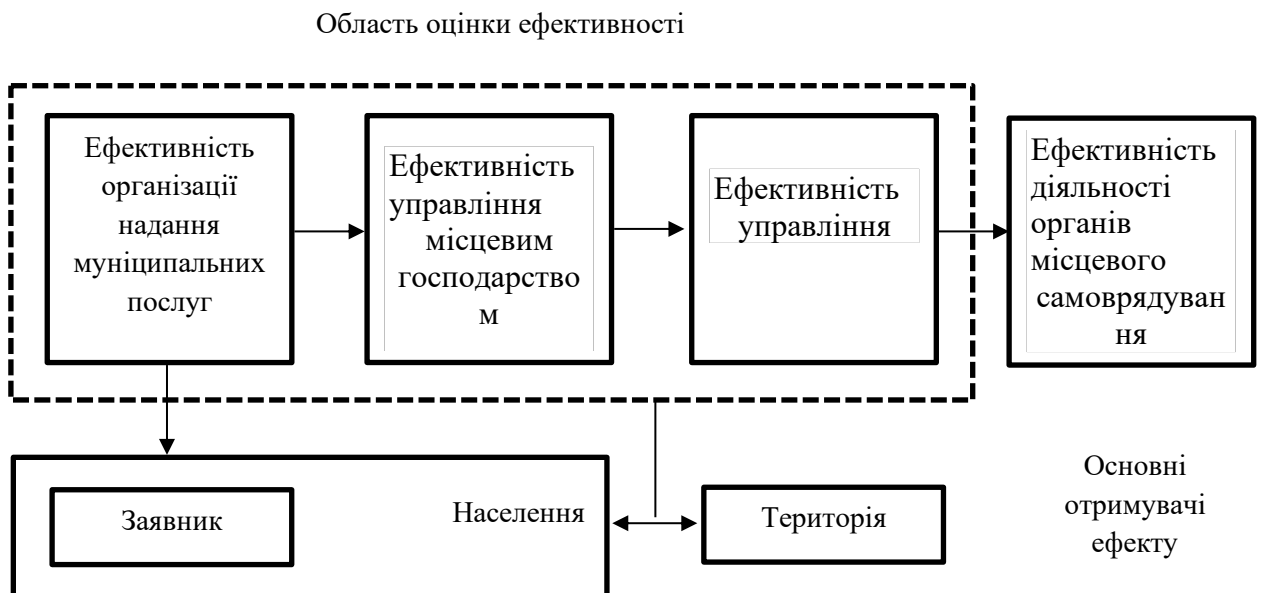 Область оцінки ефективності
Ефективність
організації
надання
муніципальних
послуг
Ефективність
управління
місцевим
господарство
м
Ефективність
управління
Ефективність
діяльності
органів
місцевого
самоврядуван
ня
Заявник
Населення
Територія
Основні
отримувачі
ефекту